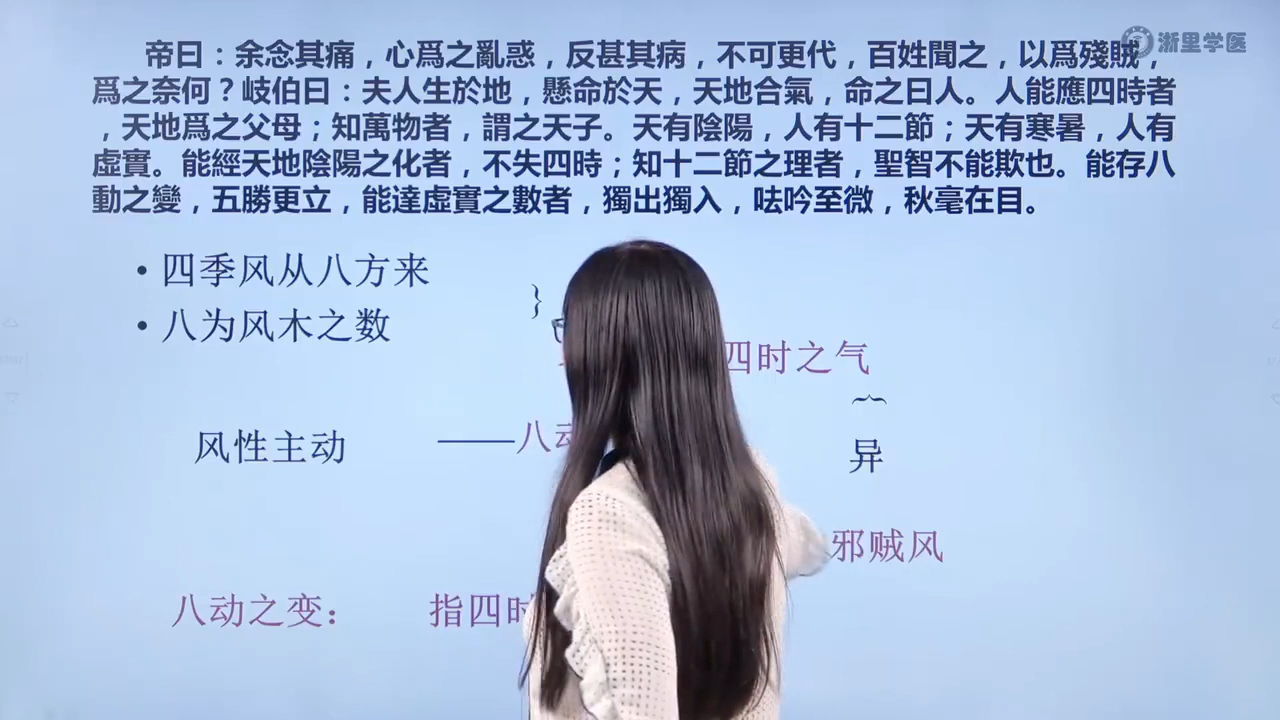 浙里学医
帝曰：余念其痛，心爲之亂惑，反甚其病，不可更代，百姓聞之，以爲殘賊，
爲之奈何？岐伯曰：夫人生於地，懸命於天，天地合氣，命之曰人。人能應四時者
，天地爲之父母；知萬物者，謂之天子。天有陰陽，人有十二節；天有寒暑，人有
虛實。能經天地陰陽之化者，不失四時；知十二節之理者，聖智不能欺也。能存八
動之變，五勝更立，能達虛實之數者，獨出獨入，呿吟至微，秋毫在目。
• 四季风从八方来
• 八为风木之数
}
四时之气
{
风性主动 ——八动
异
邪贼风
八动之变： 指四时